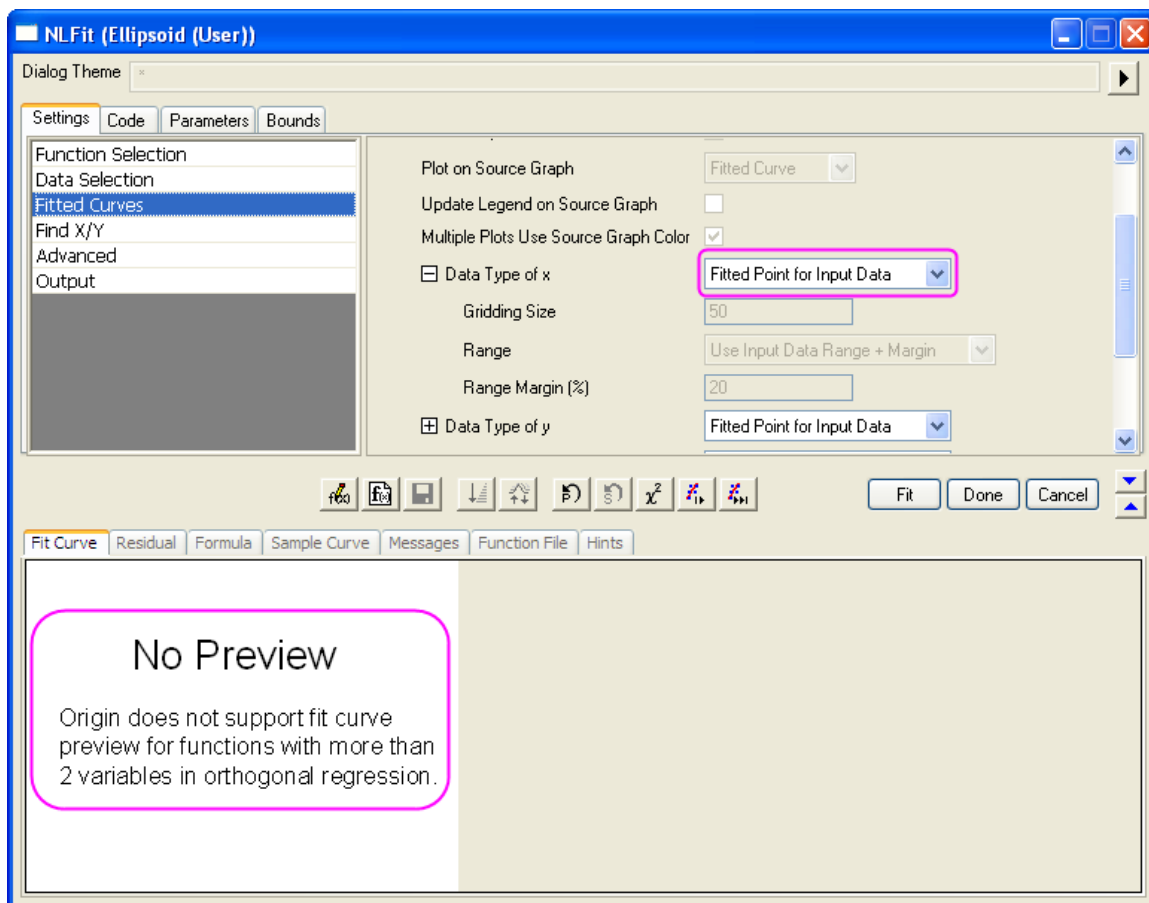 NLFit (Ellipsoid (User))
Dialog Theme
Settings Code Parameters Bounds
Function Selection
Data Selection
Fitted Curves
Find X/Y
Advanced
Output
Plot on Source Graph Fitted Curve
Update Legend on Source Graph
Multiple Plots Use Source Graph Color
Data Type of x Fitted Point for Input Data
Gridding Size 50
Range Use Input Data Range + Margin
Range Margin (%) 20
Data Type of y Fitted Point for Input Data
Fit Done Cancel
Fit Curve Residual Formula Sample Curve Messages Function File Hints
No Preview
Origin does not support fit curve
preview for functions with more than
2 variables in orthogonal regression.